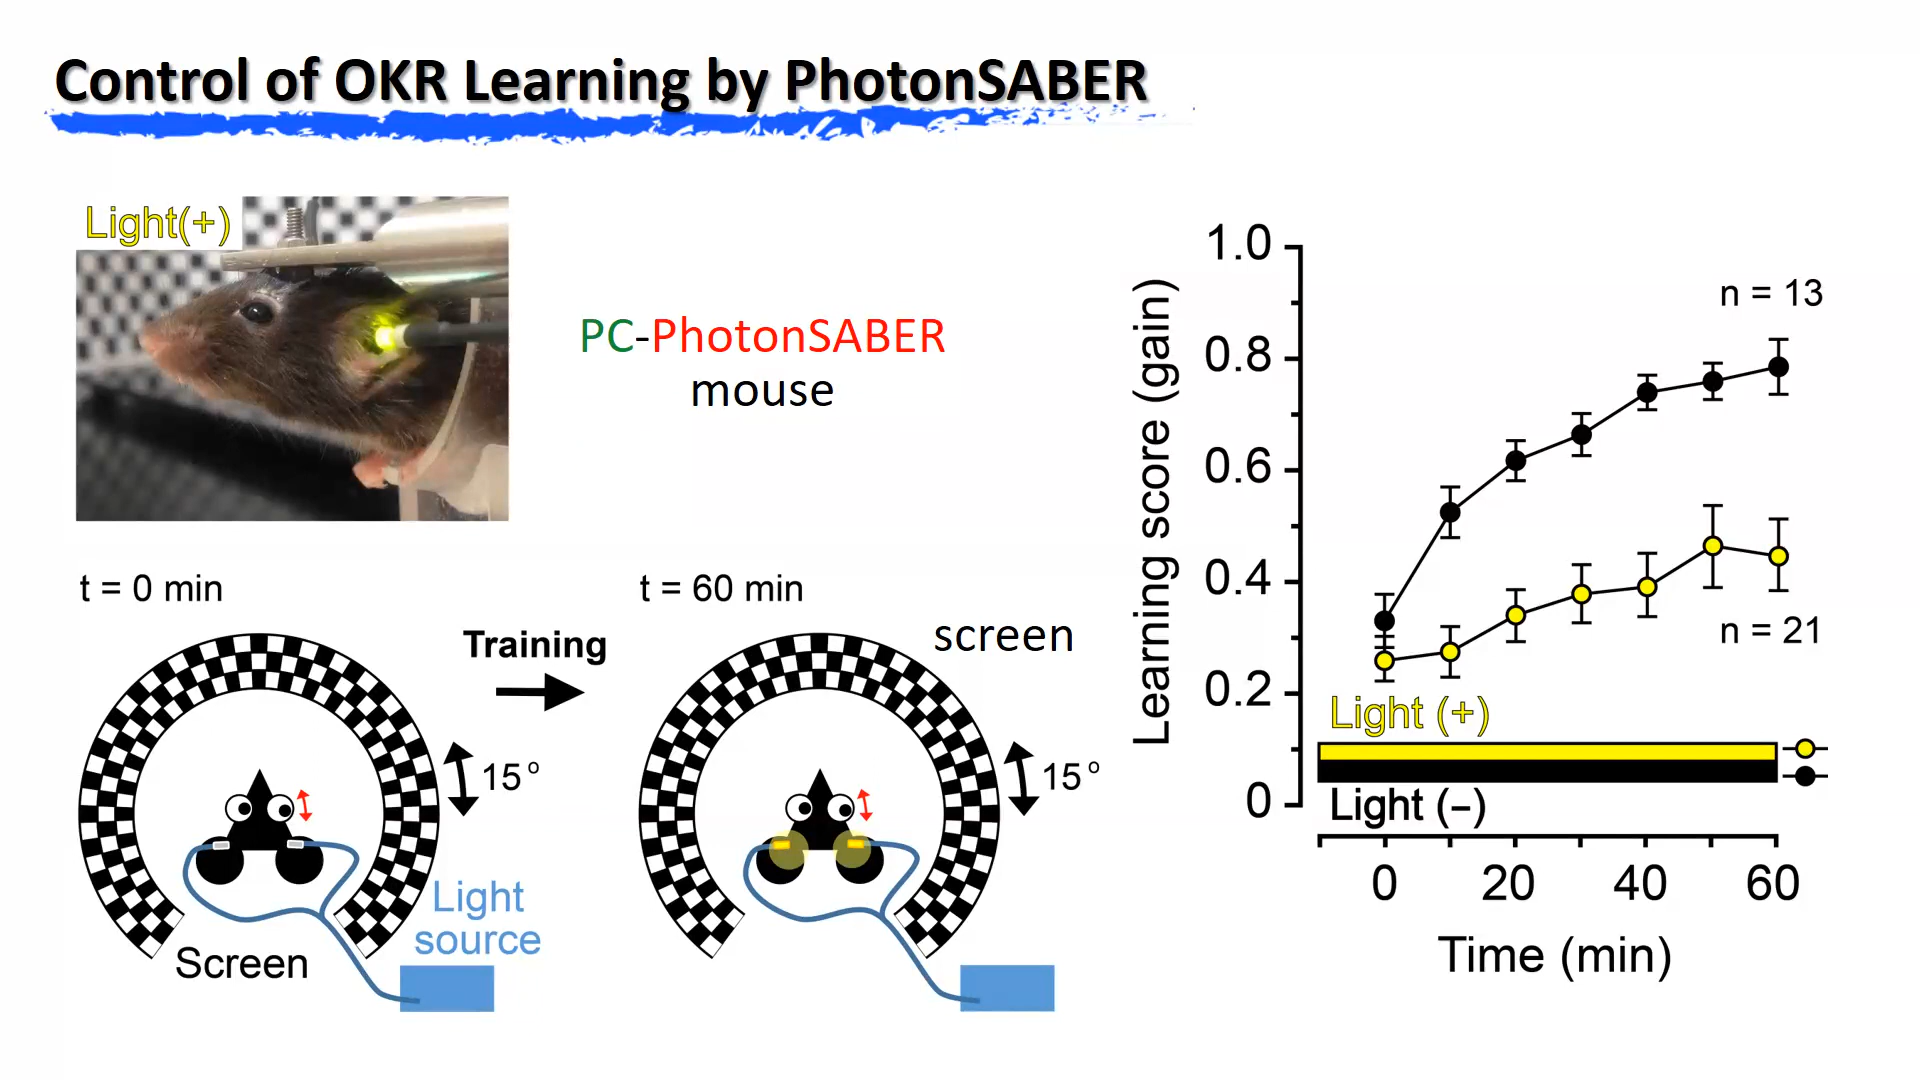 Control of OKR Learning by PhotonSABER
Light(+)
PC-PhotonSABER
mouse
t = 0 min
Training
15°
Light
source
Screen
t = 60 min
screen
15°
Learning score (gain)
1.0
0.8
0.6
0.4
0.2
0
n = 13
n = 21
Light (+)
Light (–)
0 20 40 60
Time (min)